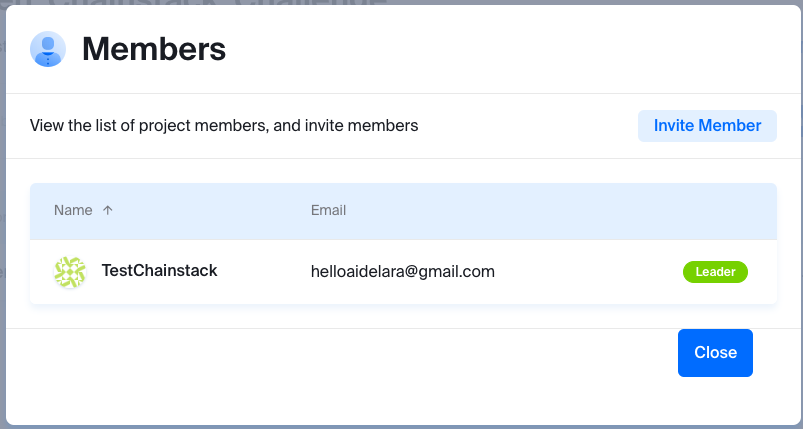 Members
View the list of project members, and invite members
Invite Member
Name ↑ Email
TestChainstack helloaidelara@gmail.com Leader
Close